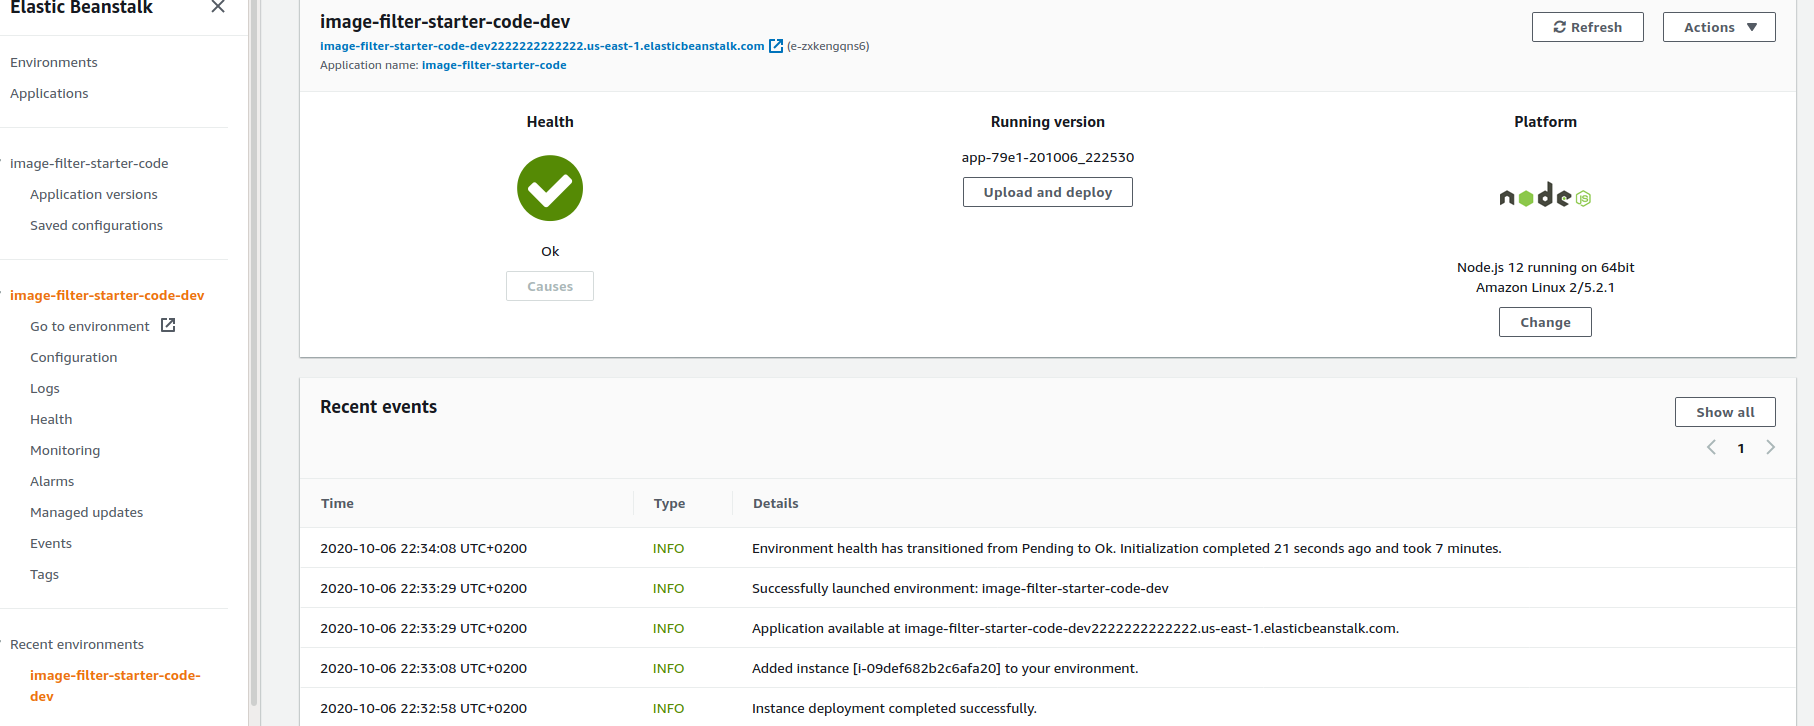 Elastic Beanstalk
Environments
Applications
image-filter-starter-code
Application versions
Saved configurations
image-filter-starter-code-dev
Go to environment
Configuration
Logs
Health
Monitoring
Alarms
Managed updates
Events
Tags
Recent environments
image-filter-starter-code-
dev
image-filter-starter-code-dev
image-filter-starter-code-dev2222222222222.us-east-1.elasticbeanstalk.com (e-zxkengqns6)
Application name: image-filter-starter-code
Refresh
Actions
Health
Ok
Causes
Running version
app-79e1-201006_222530
Upload and deploy
Platform
node JS
Node.js 12 running on 64bit
Amazon Linux 2/5.2.1
Change
Recent events
Show all
1
Time Type Details
2020-10-06 22:34:08 UTC+0200 INFO Environment health has transitioned from Pending to Ok. Initialization completed 21 seconds ago and took 7 minutes.
2020-10-06 22:33:29 UTC+0200 INFO Successfully launched environment: image-filter-starter-code-dev
2020-10-06 22:33:29 UTC+0200 INFO Application available at image-filter-starter-code-dev2222222222222.us-east-1.elasticbeanstalk.com.
2020-10-06 22:33:08 UTC+0200 INFO Added instance [i-09def682b2c6afa20] to your environment.
2020-10-06 22:32:58 UTC+0200 INFO Instance deployment completed successfully.